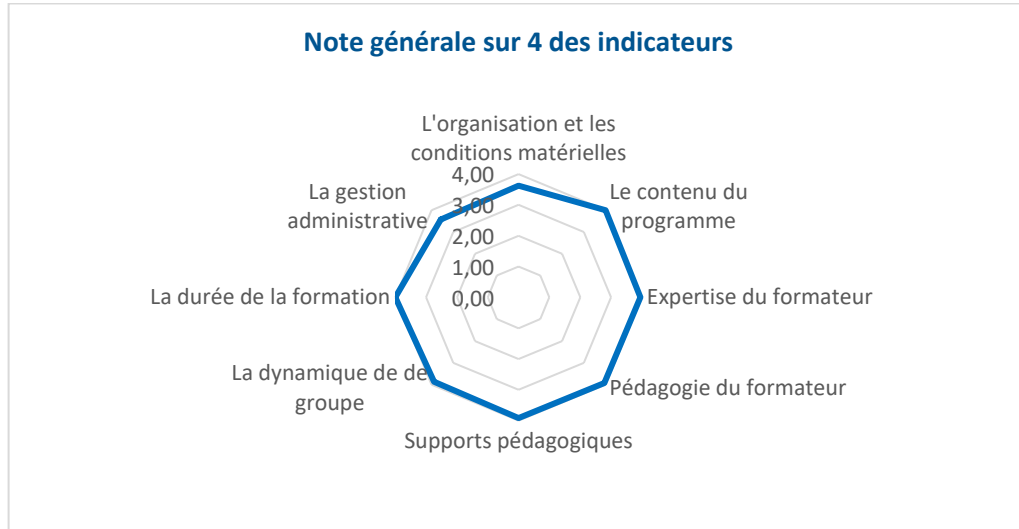 Note générale sur 4 des indicateurs
L'organisation et les
conditions matérielles
4,00
3,00
2,00
1,00
0,00
Le contenu du
programme
Expertise du formateur
Pédagogie du formateur
Supports pédagogiques
La dynamique de de
groupe
La durée de la formation
La gestion
administrative